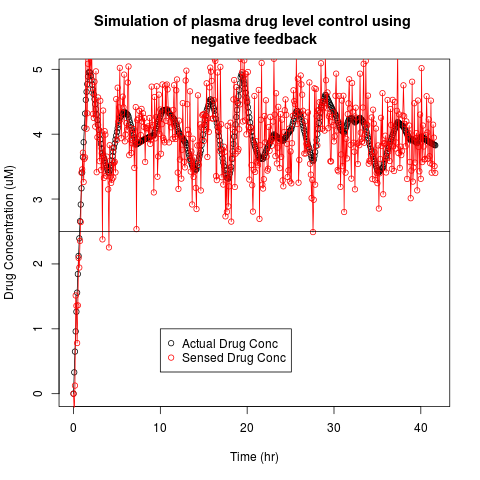 Simulation of plasma drug level control using
negative feedback
Drug Concentration (uM)
5
4
3
2
1
0
Actual Drug Conc
Sensed Drug Conc
0 10 20 30 40
Time (hr)